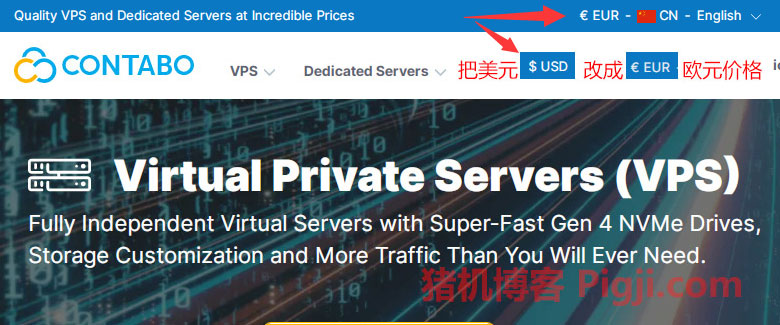 Quality VPS and Dedicated Servers at Incredible Prices € EUR - CN - English
CONTABO VPS Dedicated Servers 把美元 $ USD 改成 € EUR - 欧元价格
Virtual Private Servers (VPS)
Fully Independent Virtual Servers with Super-Fast Gen 4 NVMe Drives,
Storage Customization and More Traffic Than You Will Ever Need.
猪机博客 Pigji.com